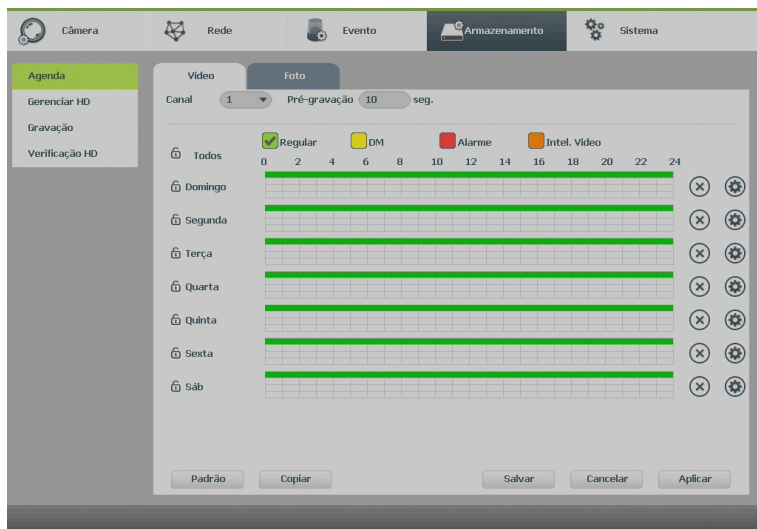 Câmera Rede Evento Armazenamento Sistema
Agenda
Gerenciar HD
Gravação
Verificação HD
Video Foto
Canal 1 Pré-gravação 10 seg.
Regular DM Alarme Intel. Video
Todos
0 2 4 6 8 10 12 14 16 18 20 22 24
Domingo
Segunda
Terça
Quarta
Quinta
Sexta
Sáb
Padrão Copiar Salvar Cancelar Aplicar